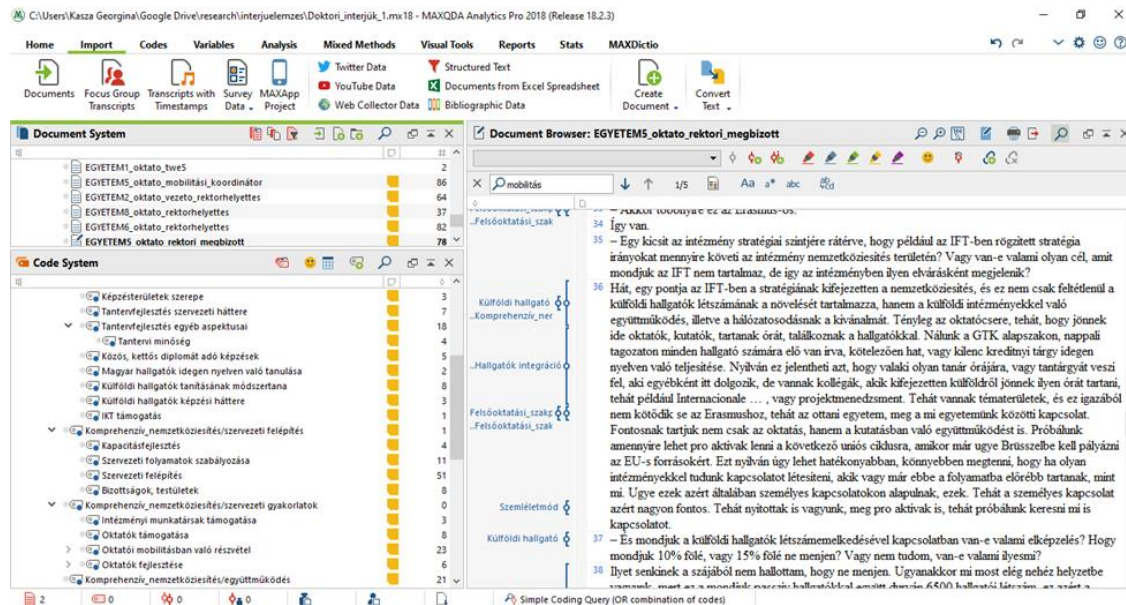 C:\Users\Kasza Georgina\Google Drive\research\interjuelemzes\Doktori_interjúk_1.mx18 - MAXQDA Analytics Pro 2018 (Release 18.2.3)
Home Import Codes Variables Analysis Mixed Methods Visual Tools Reports Stats MAXDictio
Documents
Focus Group
Transcripts
Transcripts with
Timestamps
Survey
Data
MAXApp
Project
Twitter Data
YouTube Data
Web Collector Data
Structured Text
Documents from Excel Spreadsheet
Bibliographic Data
Create
Document
Convert
Text
Document System
EGYETEM1_oktato_twe5 2
EGYETEM5_oktato_mobilitási_koordinátor 86
EGYETEM2_oktato_vezeto_rektorhelyettes 64
EGYETEM8_oktato_rektorhelyettes 37
EGYETEM6_oktato_rektorhelyettes 82
EGYETEM5_oktato_rektori_megbizott 78
Code System
Képzésterületek szerepe 3
Tantervfejlesztés szervezeti háttere 7
Tantervfejlesztés egyéb aspektusai 18
Tantervi minőség 4
Közös, kettős diplomát adó képzések 5
Magyar hallgatók idegen nyelven való tanulása 2
Külföldi hallgatók tanításának módszertana 8
Külföldi hallgatók képzési háttere 3
IKT támogatás 1
Komprehenzív_nemzetköziesítés/szervezeti felépítés 1
Kapacitásfejlesztés 4
Szervezeti folyamatok szabályozása 11
Szervezeti felépítés 51
Bizottságok, testületek 8
Komprehenzív_nemzetköziesítés/szervezeti gyakorlatok 0
Intézményi munkatársak támogatása 3
Oktatók támogatása 8
Oktatói mobilitásban való részvétel 23
Oktatók fejlesztése 6
Komprehenzív_nemzetköziesítés/együttműködés 21
Document Browser: EGYETEM5_oktato_rektori_megbizott
mobilitás 1/5 Aa a* abc
..Felsőoktatási_szak
Külföldi hallgató
..Komprehenzív_ner
..Hallgatók integráció
Felsőoktatási_szakp
..Felsőoktatási_szak
Szemléletmód
Külföldi hallgató
33 – Akkor többnyire ez az Erasmus-os.
34 Így van.
35 – Egy kicsit az intézmény stratégiai szintjére rátérve, hogy például az IFT-ben rögzített stratégia
irányokat mennyire követi az intézmény nemzetköziesítés területén? Vagy van-e valami olyan cél, amit
mondjuk az IFT nem tartalmaz, de igy az intézményben ilyen elvárásként megjelenik?
36 Hát, egy pontja az IFT-ben a stratégiának kifejezetten a nemzetköziesítés, és ez nem csak feltétlenül a
külföldi hallgatók létszámának a növelését tartalmazza, hanem a külföldi intézményekkel való
együttműködés, illetve a hálózatosodásnak a kívánalmát. Tényleg az oktatócsere, tehát, hogy jönnek
ide oktatók, kutatók, tartanak órát, találkoznak a hallgatókkal. Nálunk a GTK alapszakon, nappali
tagozaton minden hallgató számára elő van irva, kötelezően hat, vagy kilenc kreditnyi tárgy idegen
nyelven való teljesítése. Nyilván ez jelentheti azt, hogy valaki olyan tanár órájára, vagy tantárgyát veszi
fel, aki egyébként itt dolgozik, de vannak kollégák, akik kifejezetten külföldről jönnek ilyen órát tartani,
tehát például Internacionale … , vagy projektmenedzsment. Tehát vannak tématerületek, és ez igazából
nem kötődik se az Erasmushoz, tehát az ottani egyetem, meg a mi egyetemünk közötti kapcsolat.
Fontosnak tartjuk nem csak az oktatás, hanem a kutatásban való együttműködést is. Próbálunk
amennyire lehet pro aktívak lenni a következő uniós ciklusra, amikor már ugye Brüsszelbe kell pályázni
az EU-s forrásokért. Ezt nyilván úgy lehet hatékonyabban, könnyebben megtenni, hogy ha olyan
intézményekkel tudunk kapcsolatot létesíteni, akik vagy már ebbe a folyamatba előrébb tartanak, mint
mi. Ugye ezek azért általában személyes kapcsolatokon alapulnak, ezek. Tehát a személyes kapcsolat
azért nagyon fontos. Tehát nyitottak is vagyunk, meg pro aktívak is, tehát próbálunk keresni mi is
kapcsolatot.
37 – És mondjuk a külföldi hallgatók létszámemelkedésével kapcsolatban van-e valami elképzelés? Hogy
mondjuk 10% fölé, vagy 15% fölé ne menjen? Vagy nem tudom, van-e valami ilyesmi?
38 Ilyet senkinek a szájából nem hallottam, hogy ne menjen. Ugyanakkor mi most elég nehéz helyzetbe
2 0 0 0 Simple Coding Query (OR combination of codes)